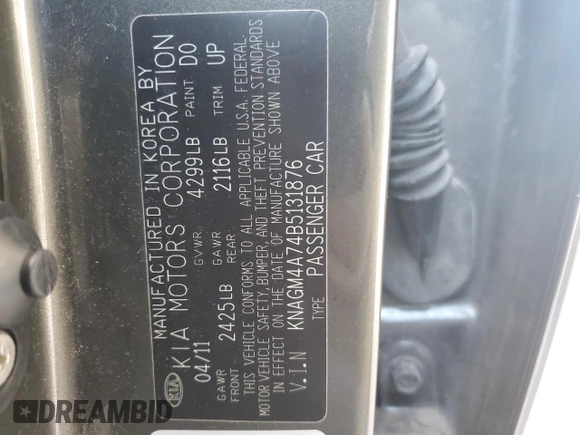 MANUFACTURED IN KOREA BY
KIA KIA MOTORS CORPORATION
04/11 GVWR 4299LB PAINT DO
GAWR FRONT 2425LB GAWR REAR 2116LB TRIM UP
THIS VEHICLE CONFORMS TO ALL APPLICABLE U.S.A. FEDERAL
MOTOR VEHICLE SAFETY, BUMPER, AND THEFT PREVENTION STANDARDS
IN EFFECT ON THE DATE OF MANUFACTURE SHOWN ABOVE
V.I.N KNAGM4A74B5131876
TYPE PASSENGER CAR
DREAMBID